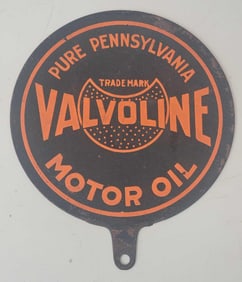 PURE PENNSYLVANIA
TRADE MARK
VALVOLINE
MOTOR OIL